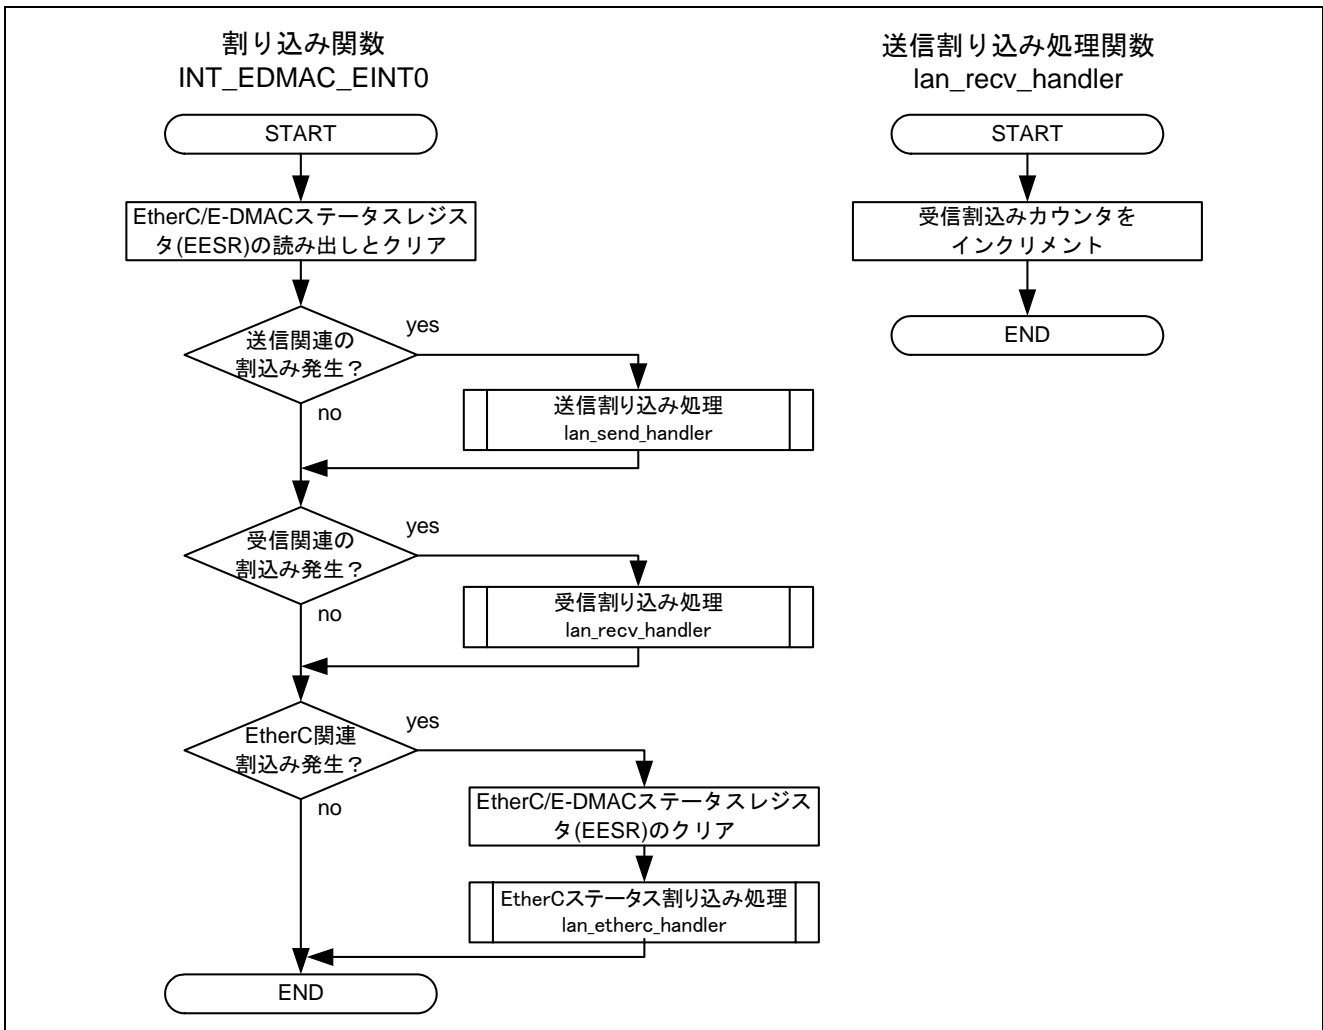 割り込み関数
INT_EDMAC_EINT0
START
EtherC/E-DMACステータスレジス
タ(EESR)の読み出しとクリア
送信関連の
割込み発生？
yes
no
送信割り込み処理
lan_send_handler
受信関連の
割込み発生？
yes
no
受信割り込み処理
lan_recv_handler
EtherC関連
割込み発生？
yes
no
EtherC/E-DMACステータスレジス
タ(EESR)のクリア
EtherCステータス割り込み処理
lan_etherc_handler
END
送信割り込み処理関数
lan_recv_handler
START
受信割込みカウンタを
インクリメント
END